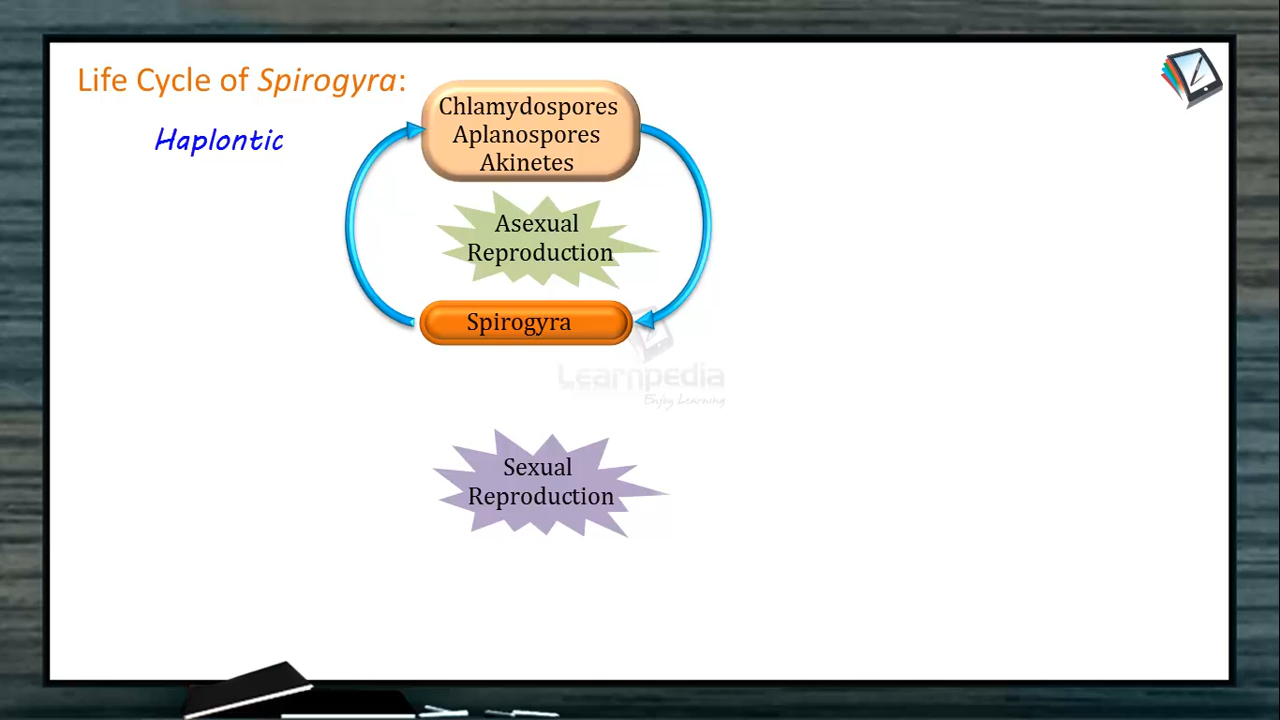 Life Cycle of Spirogyra:
Haplontic
Chlamydospores
Aplanospores
Akinetes
Asexual
Reproduction
Spirogyra
Learnpedia
Enjoy Learning
Sexual
Reproduction